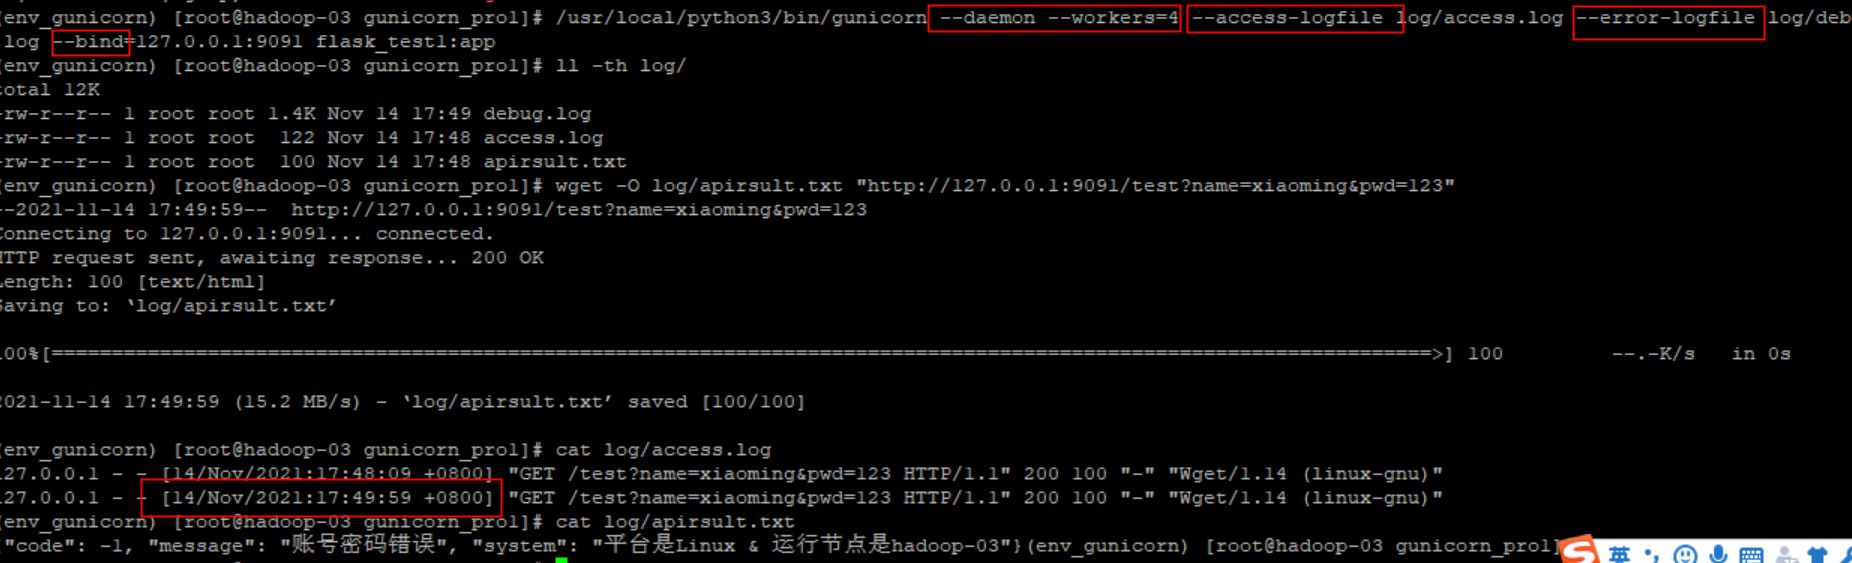 (env_gunicorn) [root@hadoop-03 gunicorn_pro1]# /usr/local/python3/bin/gunicorn --daemon --workers=4 --access-logfile log/access.log --error-logfile log/deb
log --bind=127.0.0.1:9091 flask_test1:app
(env_gunicorn) [root@hadoop-03 gunicorn_pro1]# ll -th log/
total 12K
-rw-r--r-- 1 root root 1.4K Nov 14 17:49 debug.log
-rw-r--r-- 1 root root 122 Nov 14 17:48 access.log
-rw-r--r-- 1 root root 100 Nov 14 17:48 apirsult.txt
(env_gunicorn) [root@hadoop-03 gunicorn_pro1]# wget -O log/apirsult.txt "http://127.0.0.1:9091/test?name=xiaoming&pwd=123"
--2021-11-14 17:49:59-- http://127.0.0.1:9091/test?name=xiaoming&pwd=123
Connecting to 127.0.0.1:9091... connected.
HTTP request sent, awaiting response... 200 OK
Length: 100 [text/html]
Saving to: ‘log/apirsult.txt’
100%[===================================================================================================================>] 100 --.-K/s in 0s
2021-11-14 17:49:59 (15.2 MB/s) - ‘log/apirsult.txt’ saved [100/100]
(env_gunicorn) [root@hadoop-03 gunicorn_pro1]# cat log/access.log
127.0.0.1 - - [14/Nov/2021:17:48:09 +0800] "GET /test?name=xiaoming&pwd=123 HTTP/1.1" 200 100 "-" "Wget/1.14 (linux-gnu)"
127.0.0.1 - - [14/Nov/2021:17:49:59 +0800] "GET /test?name=xiaoming&pwd=123 HTTP/1.1" 200 100 "-" "Wget/1.14 (linux-gnu)"
(env_gunicorn) [root@hadoop-03 gunicorn_pro1]# cat log/apirsult.txt
{"code": -1, "message": "账号密码错误", "system": "平台是Linux & 运行节点是hadoop-03"}(env_gunicorn) [root@hadoop-03 gunicorn_pro1]
英